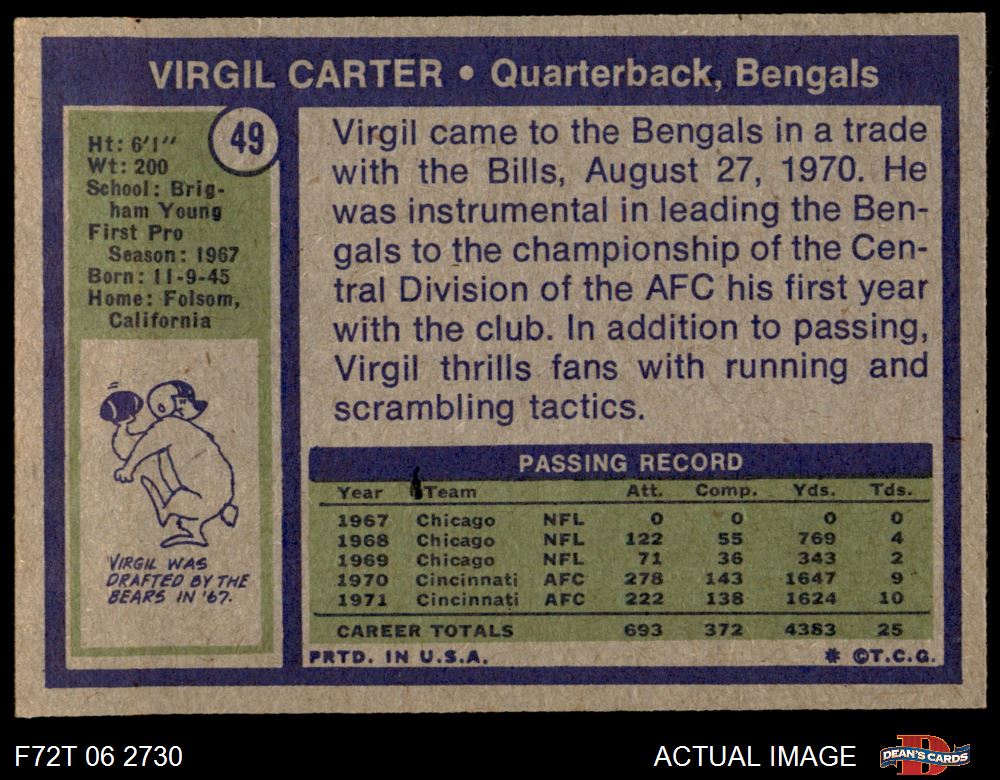 VIRGIL CARTER • Quarterback, Bengals
49
Ht: 6'1"
Wt: 200
School: Brig-
ham Young
First Pro
Season: 1967
Born: 11-9-45
Home: Folsom,
California
VIRGIL WAS
DRAFTED BY THE
BEARS IN '67.
Virgil came to the Bengals in a trade
with the Bills, August 27, 1970. He
was instrumental in leading the Ben-
gals to the championship of the Cen-
tral Division of the AFC his first year
with the club. In addition to passing,
Virgil thrills fans with running and
scrambling tactics.
PASSING RECORD
Year Team Att. Comp. Yds. Tds.
1967 Chicago NFL 0 0 0 0
1968 Chicago NFL 122 55 769 4
1969 Chicago NFL 71 36 343 2
1970 Cincinnati AFC 278 143 1647 9
1971 Cincinnati AFC 222 138 1624 10
CAREER TOTALS 693 372 4383 25
PRTD. IN U.S.A. * ©T.C.G.
F72T 06 2730 ACTUAL IMAGE DEAN'S CARDS